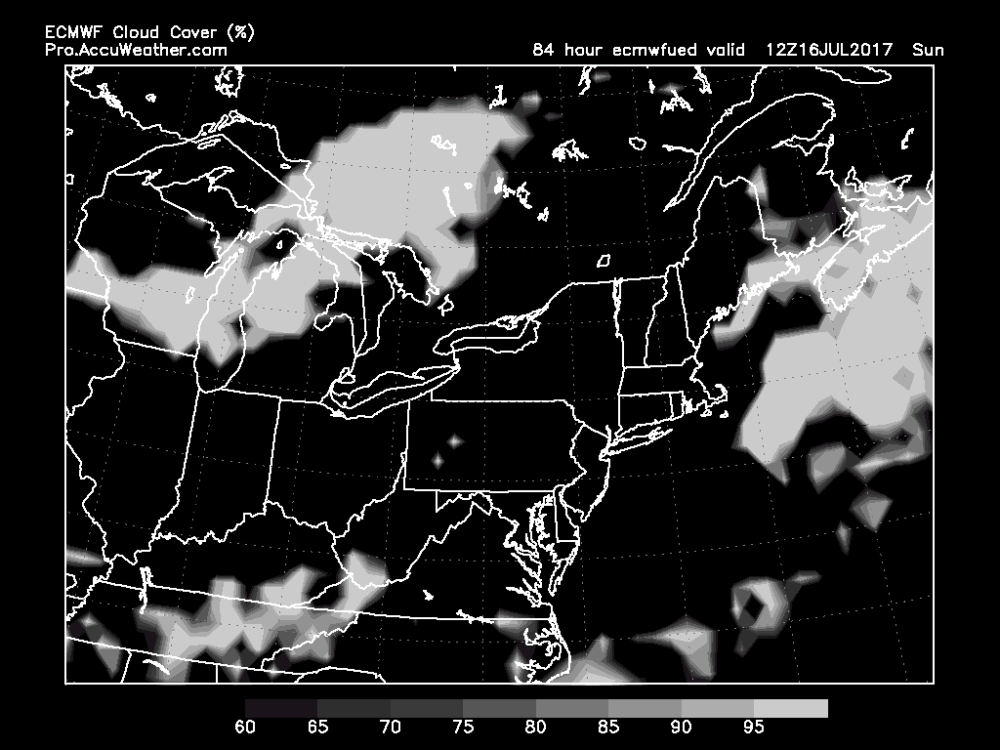 ECMWF Cloud Cover (%)
Pro.AccuWeather.com
84 hour ecmwfued valid 12Z16JUL2017 Sun
60 65 70 75 80 85 90 95